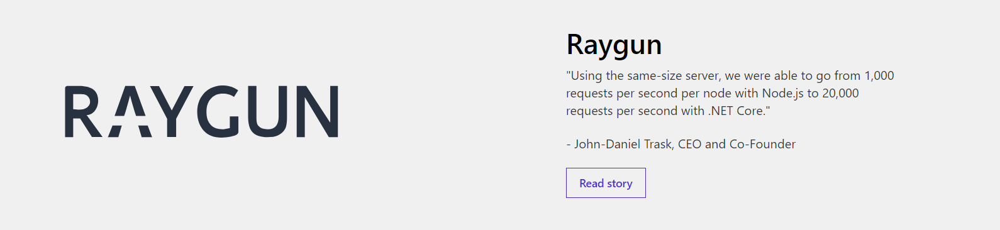 RAYGUN
Raygun
"Using the same-size server, we were able to go from 1,000
requests per second per node with Node.js to 20,000
requests per second with .NET Core."
- John-Daniel Trask, CEO and Co-Founder
Read story